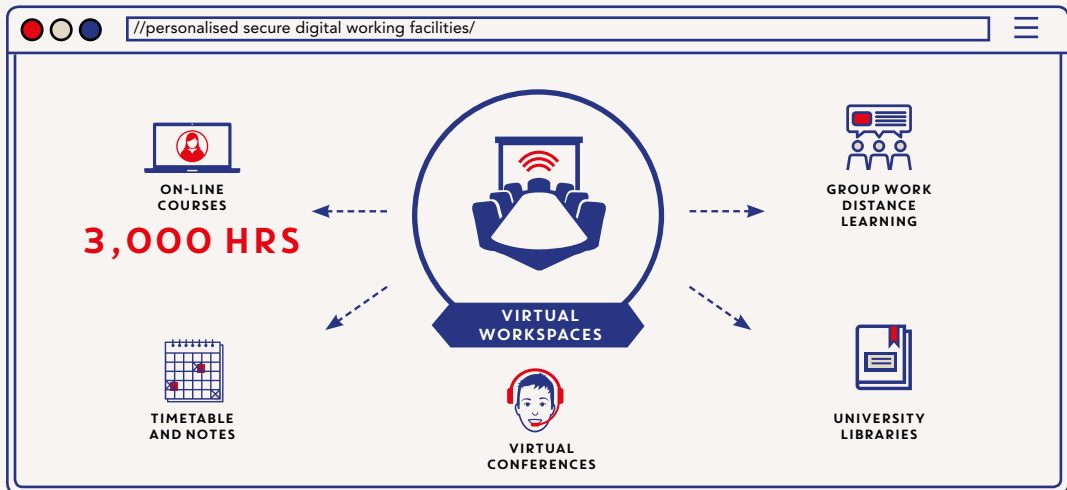 //personalised secure digital working facilities/
ON-LINE
COURSES
3,000 HRS
GROUP WORK
DISTANCE
LEARNING
VIRTUAL
WORKSPACES
TIMETABLE
AND NOTES
VIRTUAL
CONFERENCES
UNIVERSITY
LIBRARIES